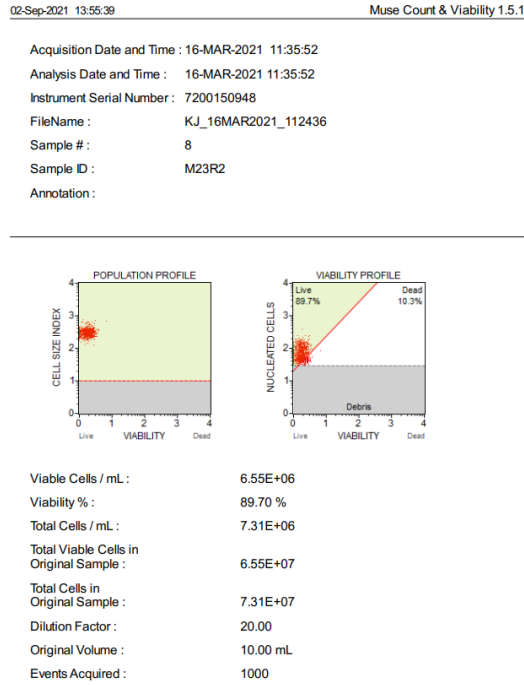 02-Sep-2021 13:55:39 Muse Count & Viability 1.5.1
Acquisition Date and Time : 16-MAR-2021 11:35:52
Analysis Date and Time : 16-MAR-2021 11:35:52
Instrument Serial Number : 7200150948
FileName : KJ_16MAR2021_112436
Sample # : 8
Sample ID : M23R2
Annotation :
POPULATION PROFILE
CELL SIZE INDEX
4
3
2
1
0
0 1 2 3 4
Live VIABILITY Dead
VIABILITY PROFILE
NUCLEATED CELLS
4
3
2
1
0
Live Dead
89.7% 10.3%
Debris
0 1 2 3 4
Live VIABILITY Dead
Viable Cells / mL : 6.55E+06
Viability % : 89.70 %
Total Cells / mL : 7.31E+06
Total Viable Cells in
Original Sample : 6.55E+07
Total Cells in
Original Sample : 7.31E+07
Dilution Factor : 20.00
Original Volume : 10.00 mL
Events Acquired : 1000